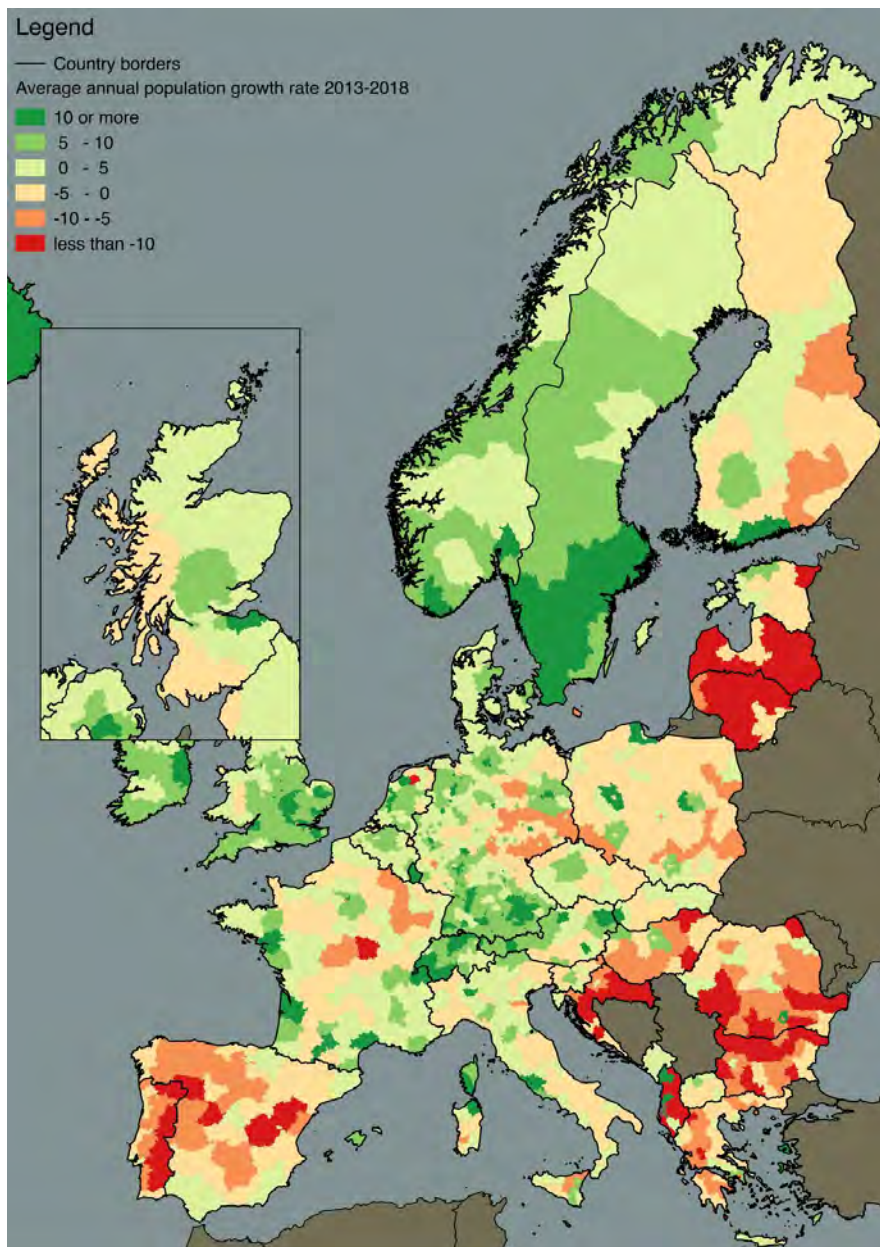 Legend
Country borders
Average annual population growth rate 2013-2018
10 or more
5 - 10
0 - 5
-5 - 0
-10 - -5
less than -10